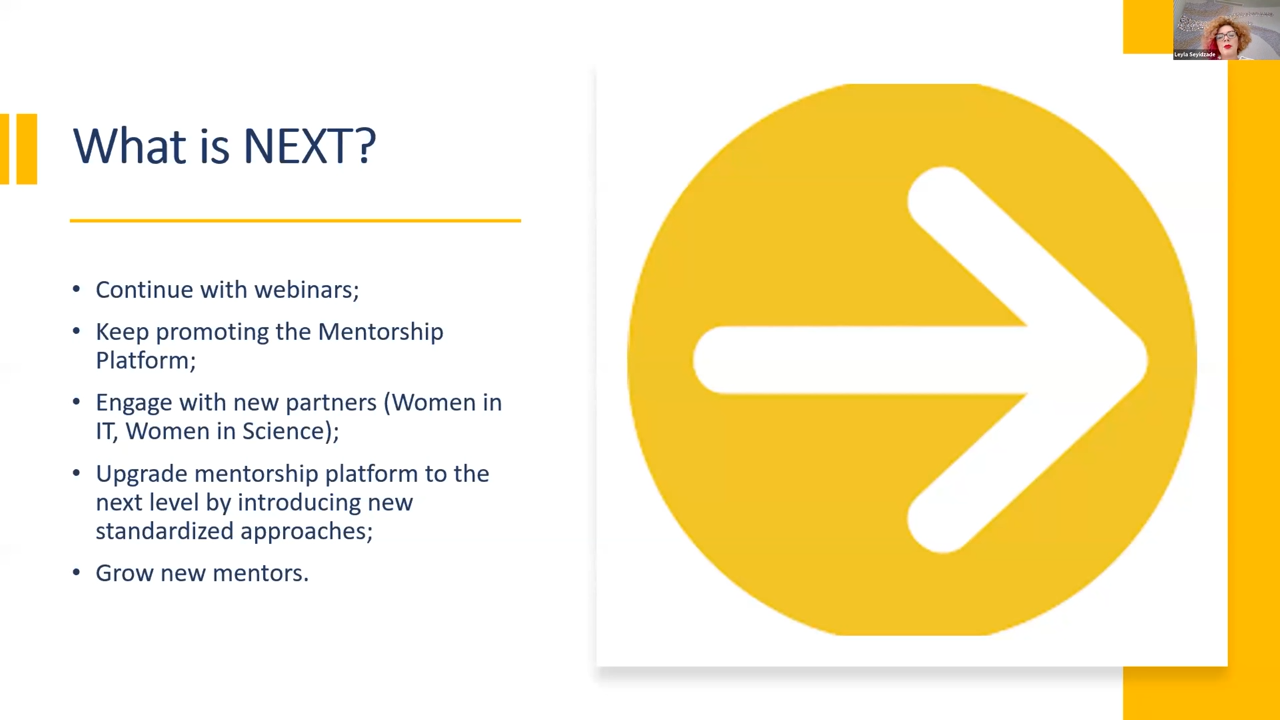 Leyla Seyidzade
What is NEXT?
• Continue with webinars;
• Keep promoting the Mentorship
Platform;
• Engage with new partners (Women in
IT, Women in Science);
• Upgrade mentorship platform to the
next level by introducing new
standardized approaches;
• Grow new mentors.